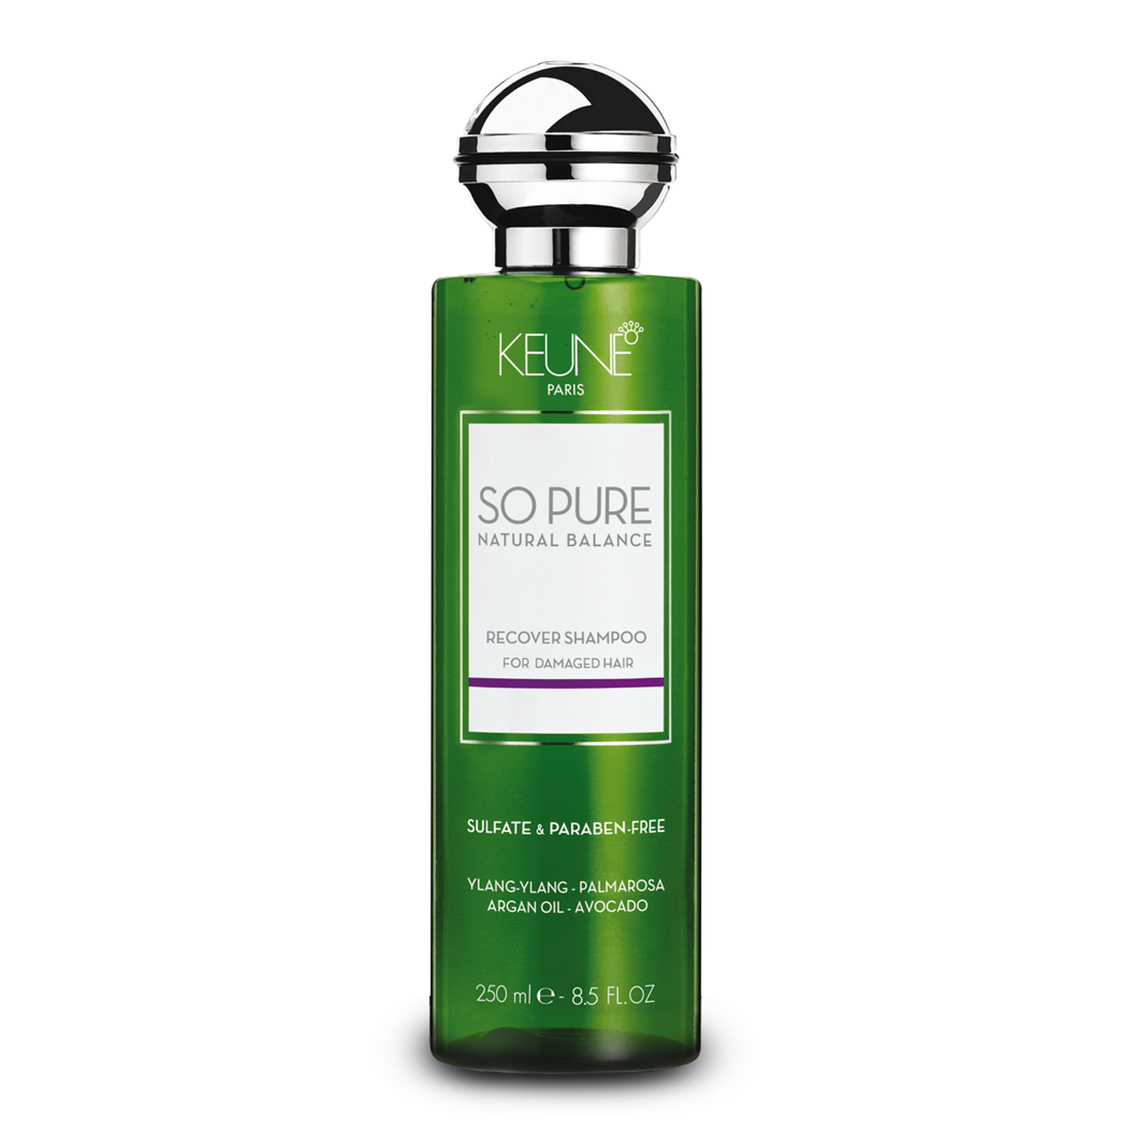 KEUNE
PARIS
SO PURE
NATURAL BALANCE
RECOVER SHAMPOO
FOR DAMAGED HAIR
SULFATE & PARABEN-FREE
YLANG-YLANG - PALMAROSA
ARGAN OIL - AVOCADO
250 ml ℮ - 8.5 FL.OZ